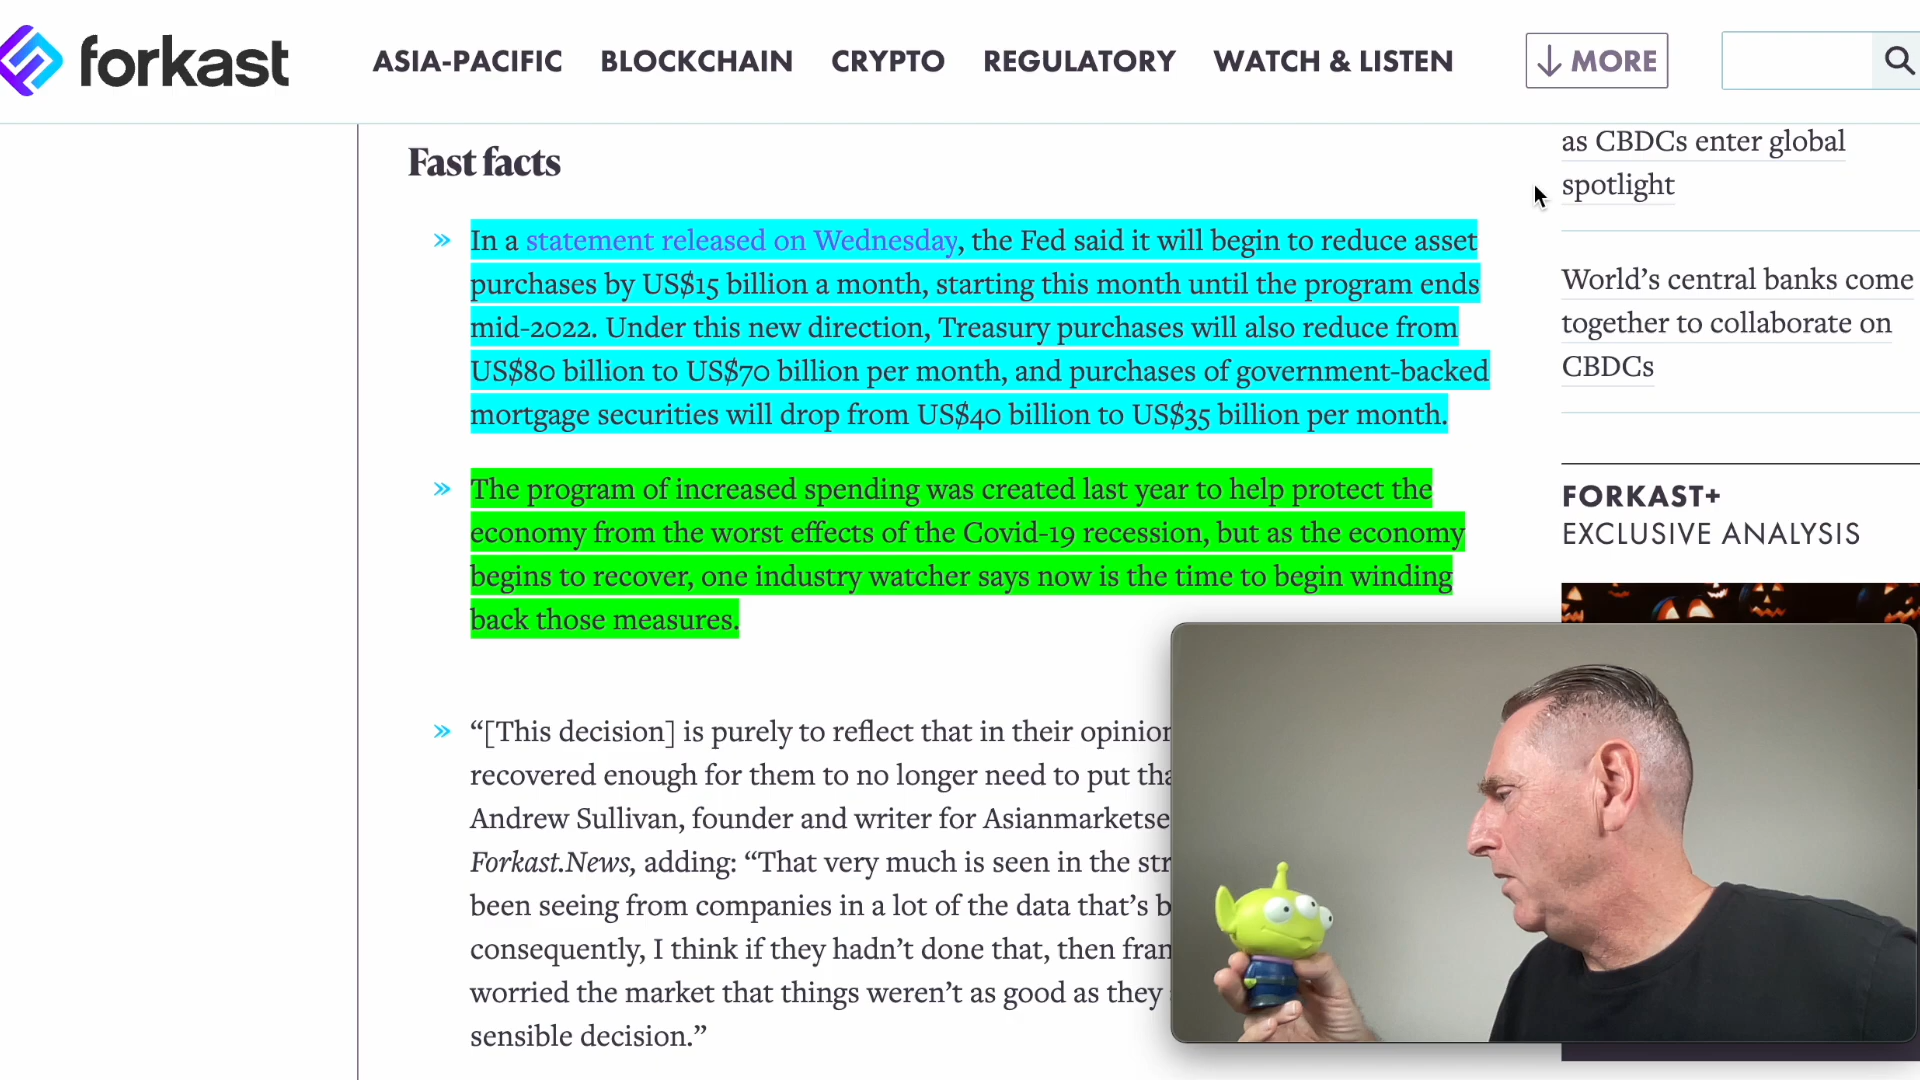 forkast
ASIA-PACIFIC BLOCKCHAIN CRYPTO REGULATORY WATCH & LISTEN MORE
Fast facts
» In a statement released on Wednesday, the Fed said it will begin to reduce asset
purchases by US$15 billion a month, starting this month until the program ends
mid-2022. Under this new direction, Treasury purchases will also reduce from
US$80 billion to US$70 billion per month, and purchases of government-backed
mortgage securities will drop from US$40 billion to US$35 billion per month.
» The program of increased spending was created last year to help protect the
economy from the worst effects of the Covid-19 recession, but as the economy
begins to recover, one industry watcher says now is the time to begin winding
back those measures.
» “[This decision] is purely to reflect that in their opinion
recovered enough for them to no longer need to put
Andrew Sullivan, founder and writer for
Forkast.News, adding: “That very much is seen in the
been seeing from companies in a lot of the data that’s
consequently, I think if they hadn’t done that, then
worried the market that things weren’t as good as they
sensible decision.”
as CBDCs enter global
spotlight
World’s central banks come
together to collaborate on
CBDCs
FORKAST+
EXCLUSIVE ANALYSIS